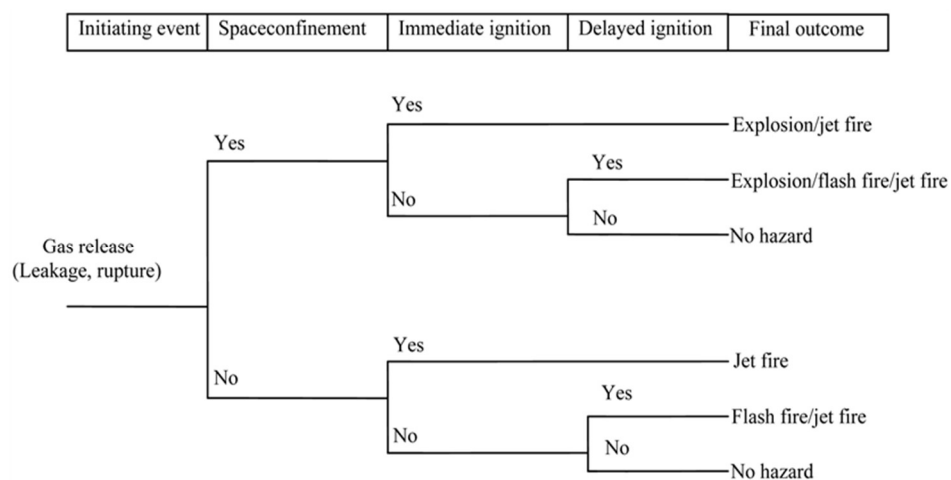 Initiating event
Spaceconfinement
Immediate ignition
Delayed ignition
Final outcome
Yes
Explosion/jet fire
Yes
Yes
Explosion/flash fire/jet fire
No
No
No hazard
Gas release
(Leakage, rupture)
Yes
Jet fire
No
Yes
Flash fire/jet fire
No
No
No hazard